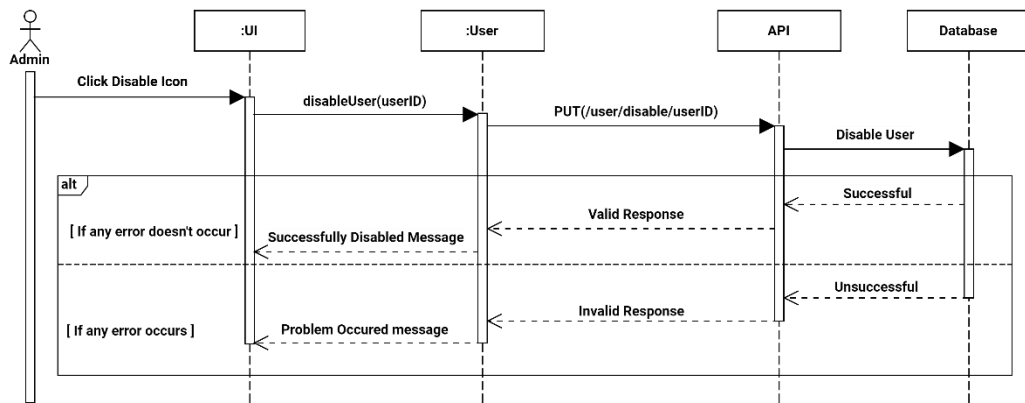 :UI
:User
API
Database
Admin
Click Disable Icon
disableUser(userID)
PUT(/user/disable/userID)
Disable User
alt
Successful
Valid Response
[ If any error doesn't occur ]
Successfully Disabled Message
Unsuccessful
Invalid Response
[ If any error occurs ]
Problem Occured message